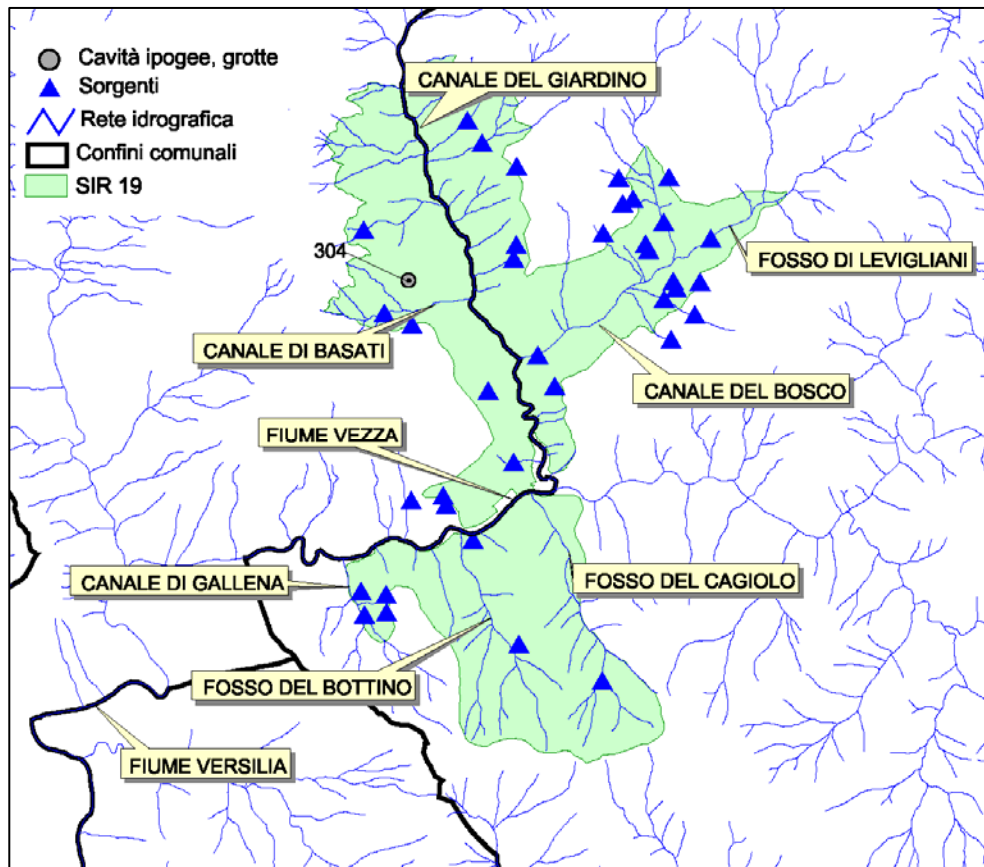 Cavità ipogee, grotte
Sorgenti
Rete idrografica
Confini comunali
SIR 19
CANALE DEL GIARDINO
304
FOSSO DI LEVIGLIANI
CANALE DI BASATI
CANALE DEL BOSCO
FIUME VEZZA
CANALE DI GALLENA
FOSSO DEL CAGIOLO
FOSSO DEL BOTTINO
FIUME VERSILIA